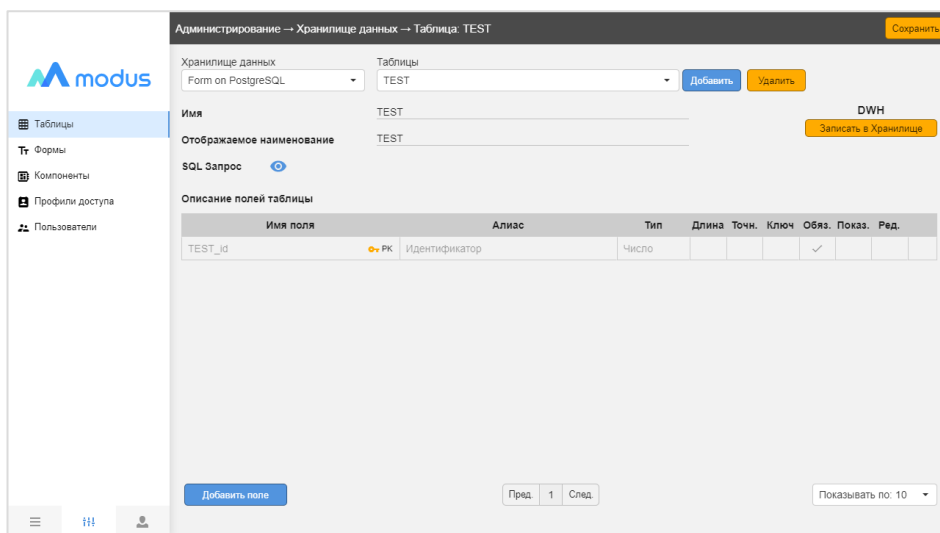 Администрирование → Хранилище данных → Таблица: TEST
Сохранить
modus
Таблицы
Формы
Компоненты
Профили доступа
Пользователи
Хранилище данных
Таблицы
Form on PostgreSQL
TEST
Добавить
Удалить
Имя
TEST
DWH
Записать в Хранилище
Отображаемое наименование
TEST
SQL Запрос
Описание полей таблицы
Имя поля Алиас Тип Длина Точн. Ключ Обяз. Показ. Ред.
TEST_id PK Идентификатор Число
Добавить поле
Пред. 1 След.
Показывать по: 10